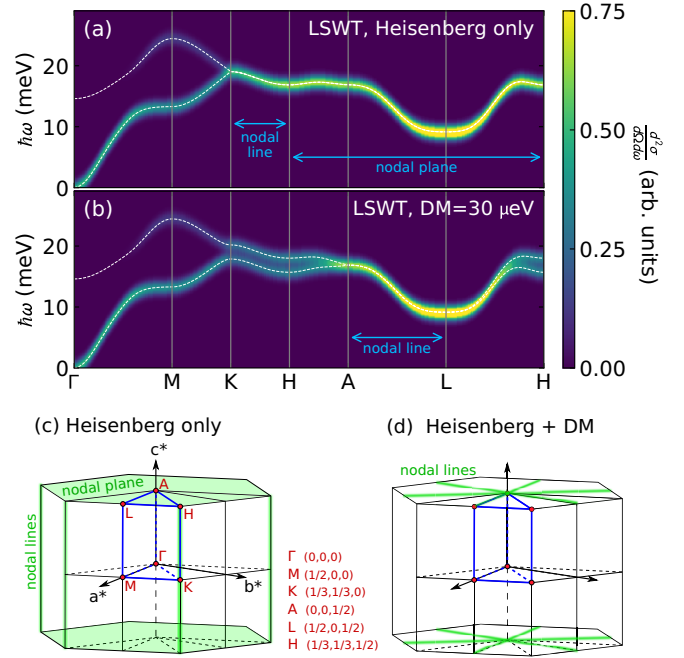 (a) LSWT, Heisenberg only
ħω (meV)
20
10
0
nodal
line
nodal plane
(b) LSWT, DM=30 μeV
ħω (meV)
20
10
0
nodal line
Γ M K H A L H
0.75
0.50
0.25
0.00
d²σ
dΩdω
(arb. units)
(c) Heisenberg only
c*
nodal plane
A
L
H
nodal lines
Γ
M
K
a*
b*
Γ (0,0,0)
M (1/2,0,0)
K (1/3,1/3,0)
A (0,0,1/2)
L (1/2,0,1/2)
H (1/3,1/3,1/2)
(d) Heisenberg + DM
nodal lines